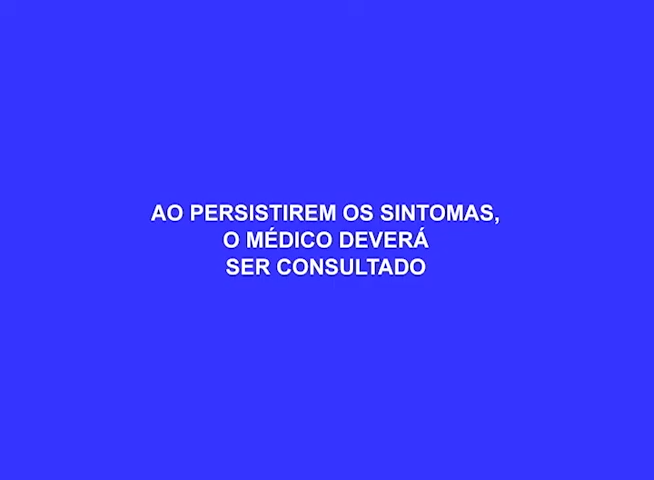 AO PERSISTIREM OS SINTOMAS,
O MÉDICO DEVERÁ
SER CONSULTADO